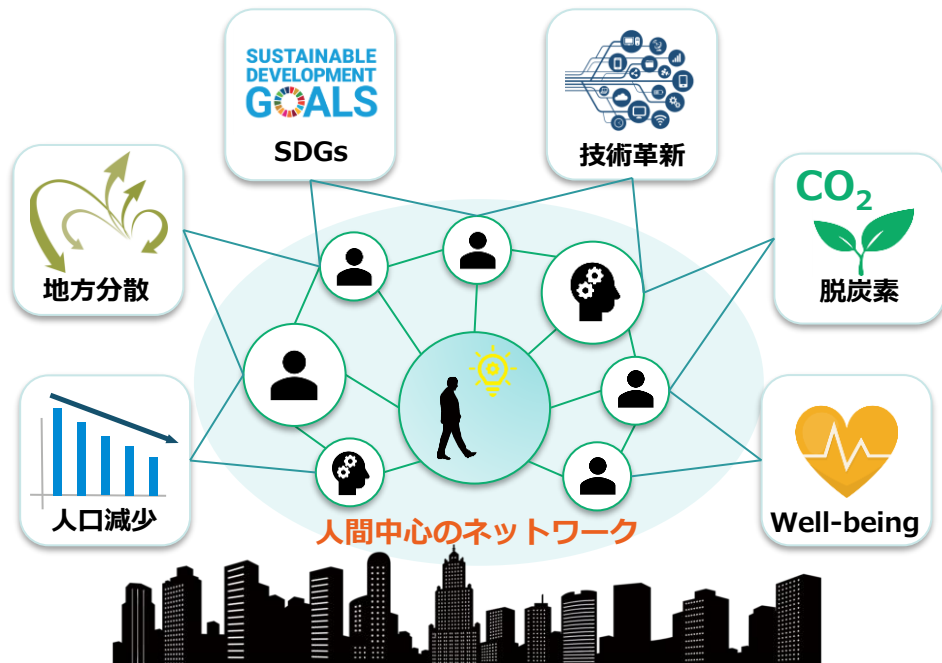 SUSTAINABLE
DEVELOPMENT
GOALS
SDGs
技術革新
地方分散
CO2
脱炭素
人口減少
Well-being
人間中心のネットワーク